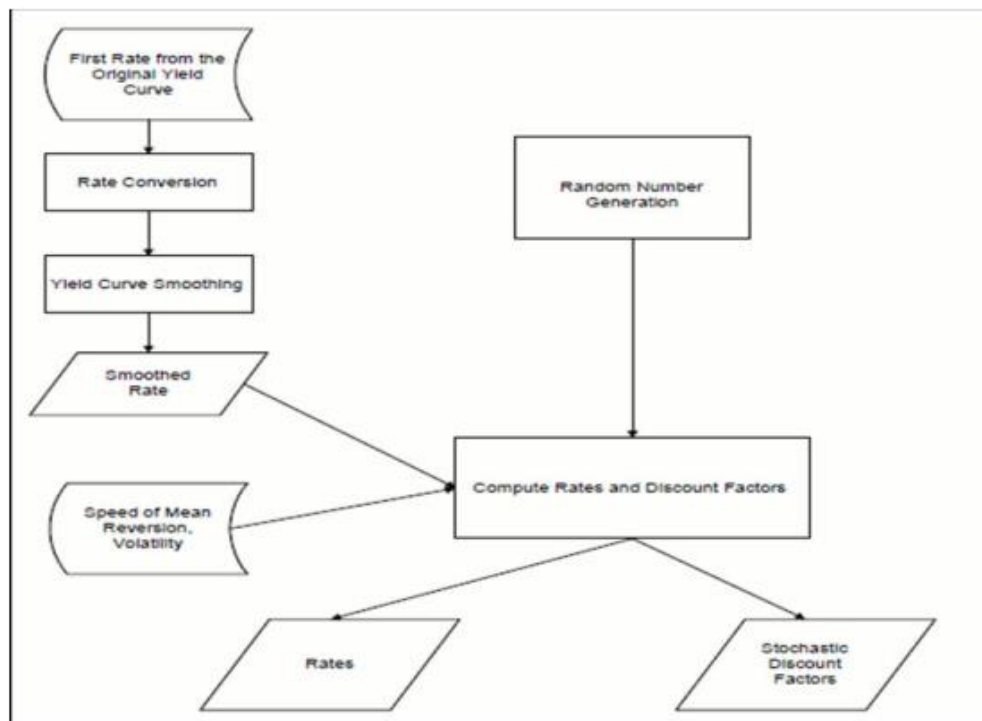 First Rate from the
Original Yield
Curve
Rate Conversion
Yield Curve Smoothing
Smoothed
Rate
Random Number
Generation
Compute Rates and Discount Factors
Speed of Mean
Reversion,
Volatility
Rates
Stochastic
Discount
Factors